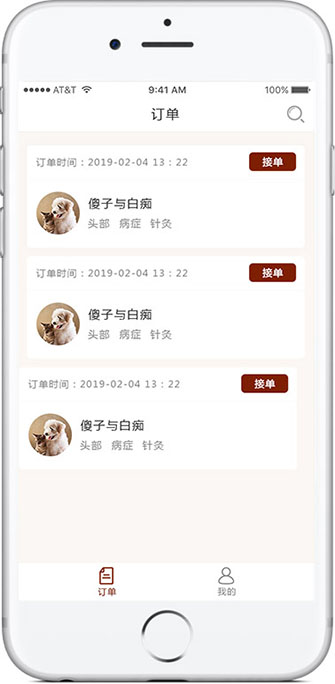 AT&T 9:41 AM 100%
订单
订单时间：2019-02-04 13：22 接单
傻子与白痴
头部 病症 针灸
订单时间：2019-02-04 13：22 接单
傻子与白痴
头部 病症 针灸
订单时间：2019-02-04 13：22 接单
傻子与白痴
头部 病症 针灸
订单 我的